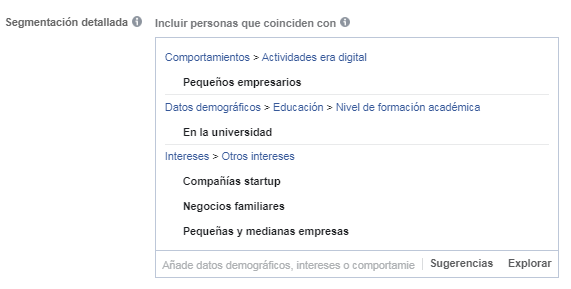 Segmentación detallada
Incluir personas que coinciden con
Comportamientos > Actividades era digital
Pequeños empresarios
Datos demográficos > Educación > Nivel de formación académica
En la universidad
Intereses > Otros intereses
Compañías startup
Negocios familiares
Pequeñas y medianas empresas
Añade datos demográficos, intereses o comportamie
Sugerencias
Explorar